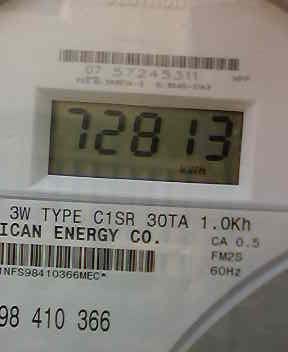 07 57245311
72813
3W TYPE C1SR 30TA 1.0Kh
ICAN ENERGY CO.
CA 0.5
FM2S
60Hz
1NFS98410366MEC*
98 410 366